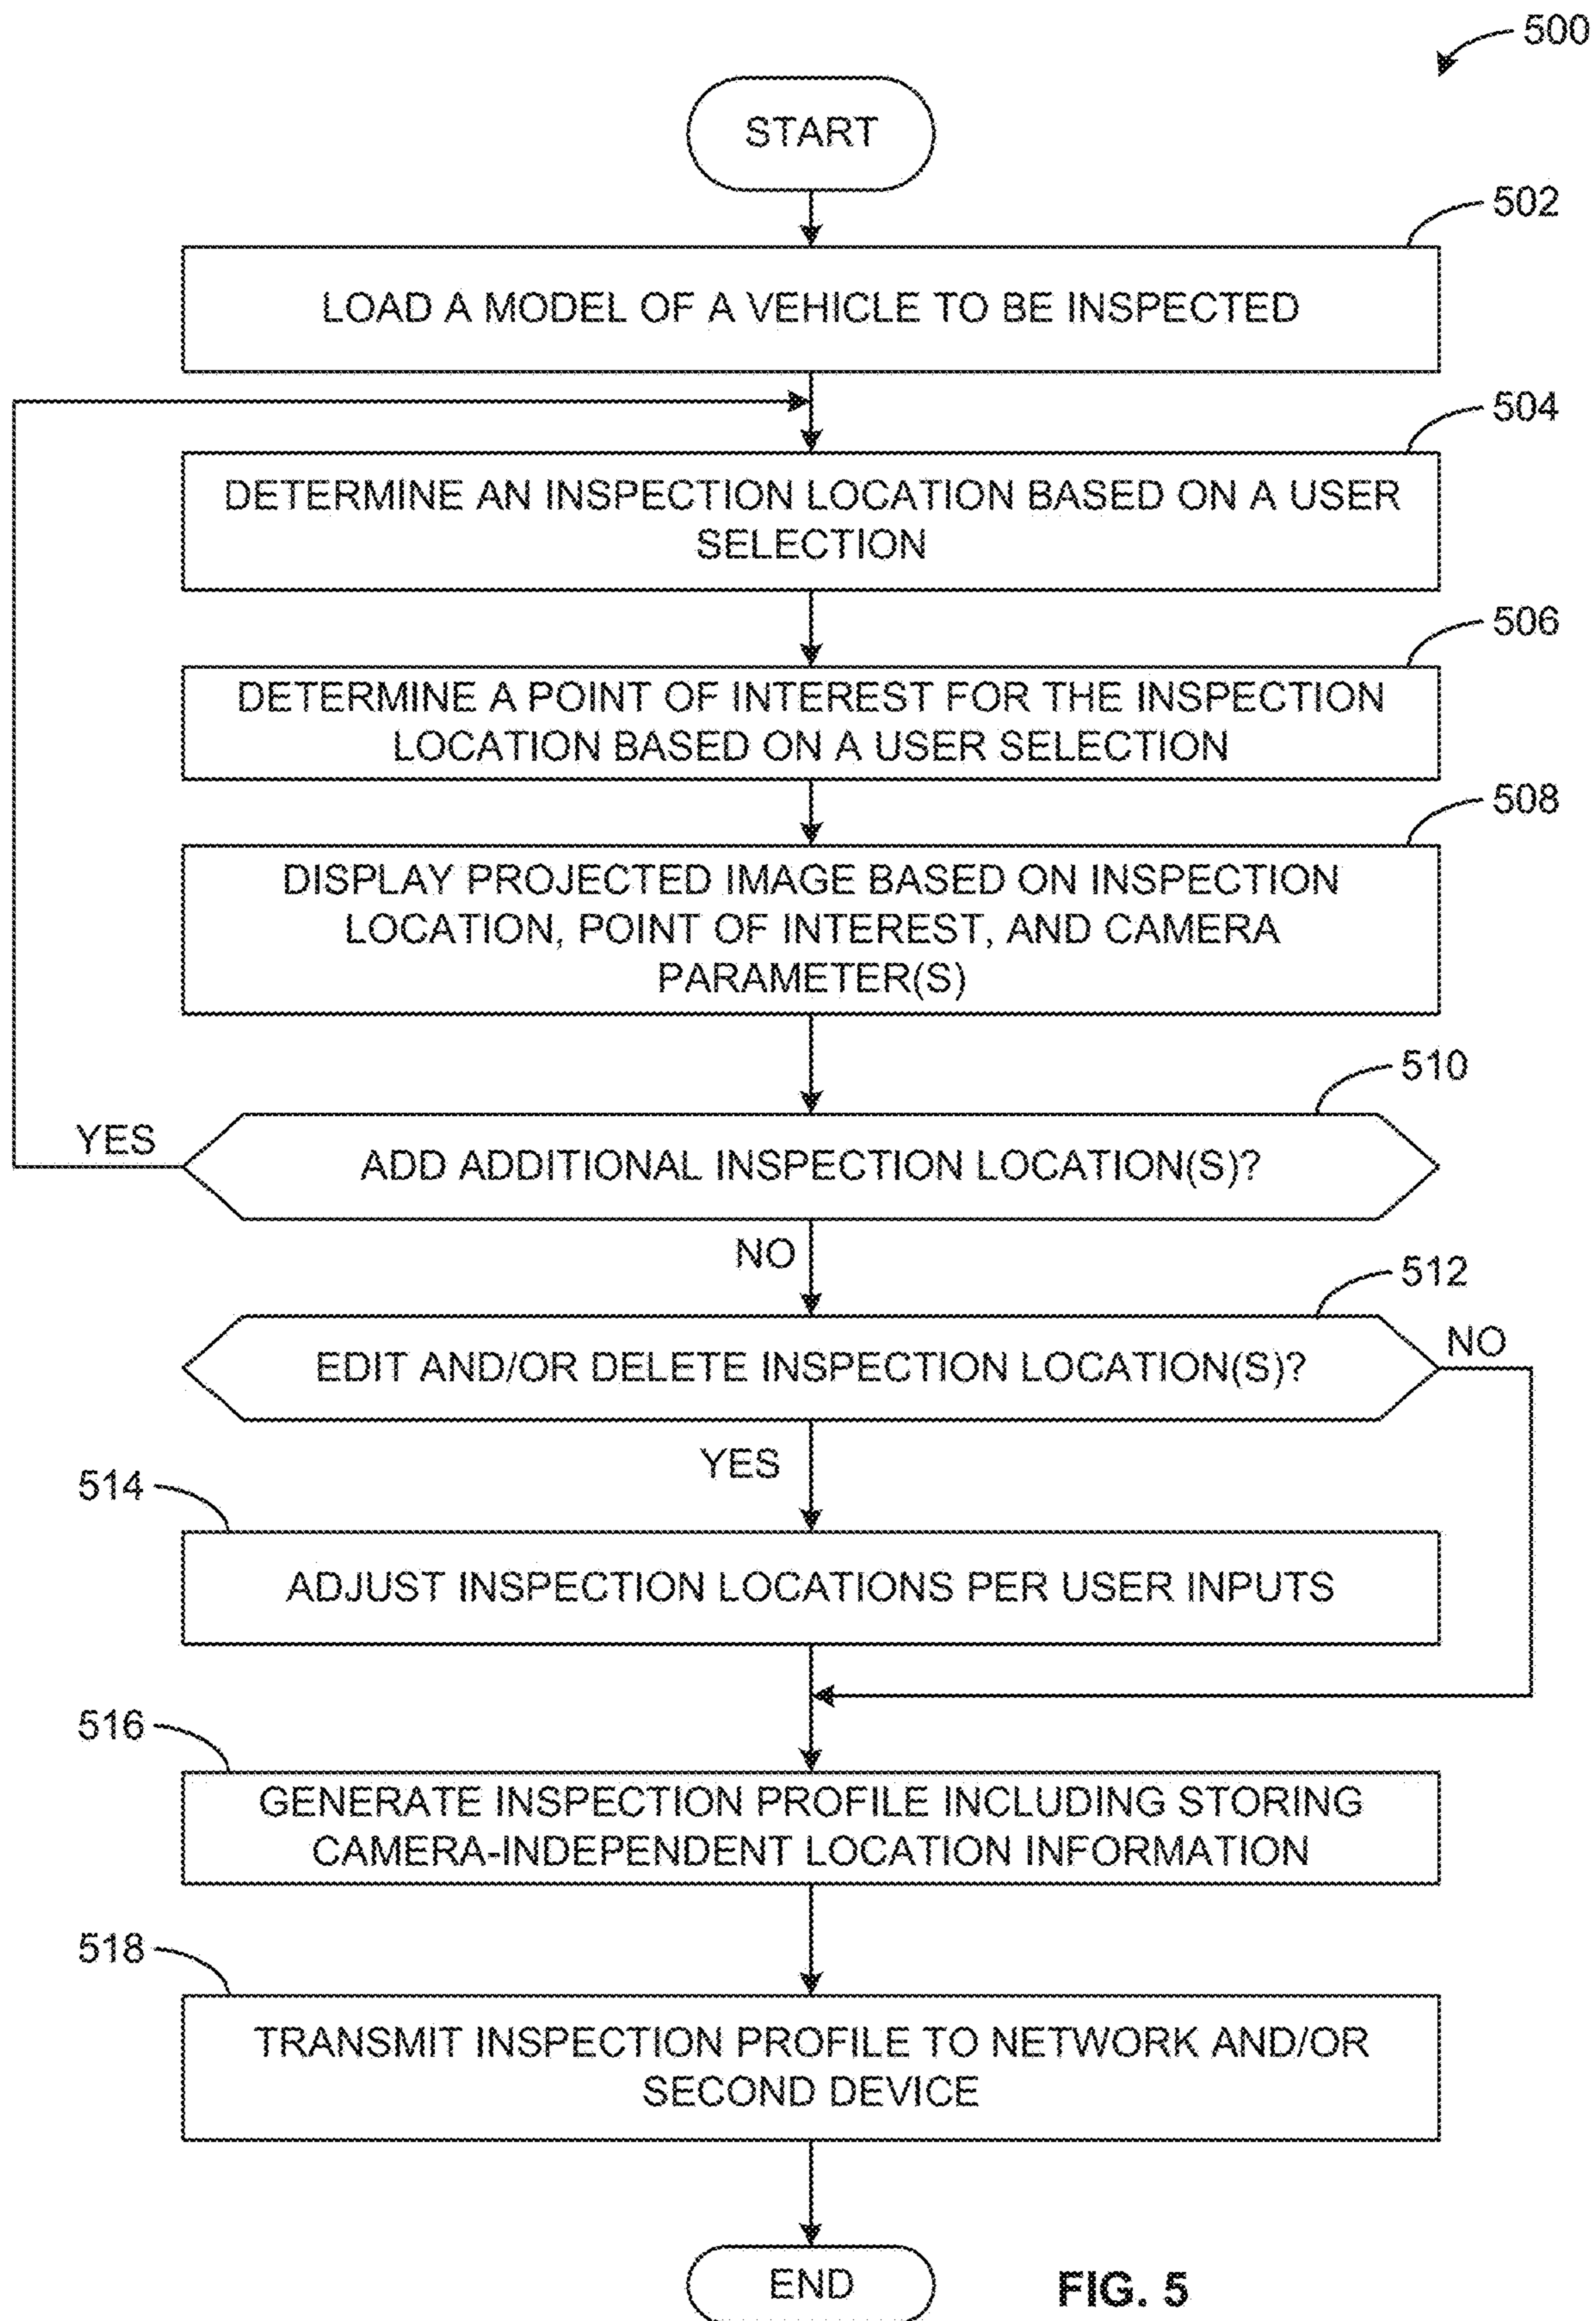 500
START
502
LOAD A MODEL OF A VEHICLE TO BE INSPECTED
504
DETERMINE AN INSPECTION LOCATION BASED ON A USER
SELECTION
506
DETERMINE A POINT OF INTEREST FOR THE INSPECTION
LOCATION BASED ON A USER SELECTION
508
DISPLAY PROJECTED IMAGE BASED ON INSPECTION
LOCATION, POINT OF INTEREST, AND CAMERA
PARAMETER(S)
510
YES
ADD ADDITIONAL INSPECTION LOCATION(S)?
NO
512
EDIT AND/OR DELETE INSPECTION LOCATION(S)?
NO
YES
514
ADJUST INSPECTION LOCATIONS PER USER INPUTS
516
GENERATE INSPECTION PROFILE INCLUDING STORING
CAMERA-INDEPENDENT LOCATION INFORMATION
518
TRANSMIT INSPECTION PROFILE TO NETWORK AND/OR
SECOND DEVICE
END
FIG. 5